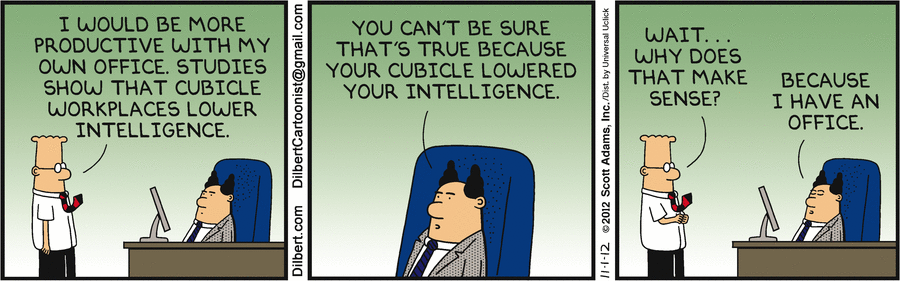 I WOULD BE MORE
PRODUCTIVE WITH MY
OWN OFFICE. STUDIES
SHOW THAT CUBICLE
WORKPLACES LOWER
INTELLIGENCE.
Dilbert.com DilbertCartoonist@gmail.com
YOU CAN'T BE SURE
THAT'S TRUE BECAUSE
YOUR CUBICLE LOWERED
YOUR INTELLIGENCE.
11-1-12 ©2012 Scott Adams, Inc./Dist. by Universal Uclick
WAIT...
WHY DOES
THAT MAKE
SENSE?
BECAUSE
I HAVE AN
OFFICE.